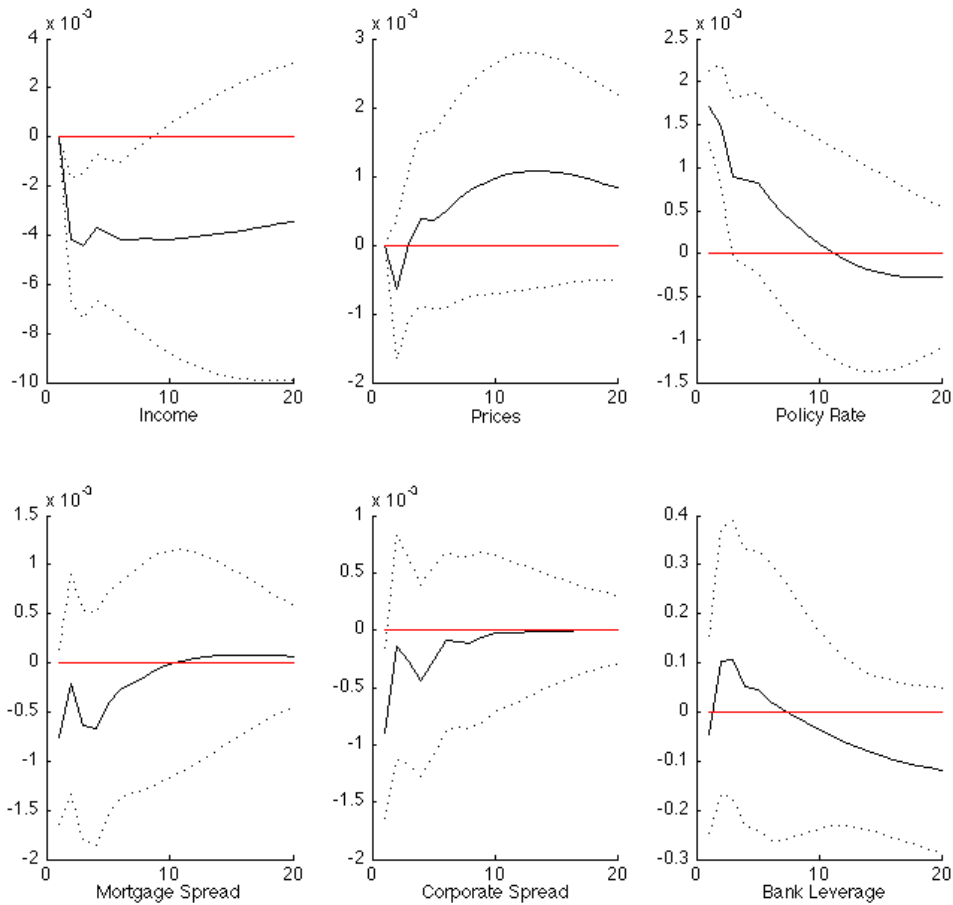 x 10⁻³
4
2
0
-2
-4
-6
-8
-10
0 10 20
Income
x 10⁻³
3
2
1
0
-1
-2
0 10 20
Prices
x 10⁻³
2.5
2
1.5
1
0.5
0
-0.5
-1
-1.5
0 10 20
Policy Rate
x 10⁻³
1.5
1
0.5
0
-0.5
-1
-1.5
-2
0 10 20
Mortgage Spread
x 10⁻³
1
0.5
0
-0.5
-1
-1.5
-2
0 10 20
Corporate Spread
0.4
0.3
0.2
0.1
0
-0.1
-0.2
-0.3
0 10 20
Bank Leverage